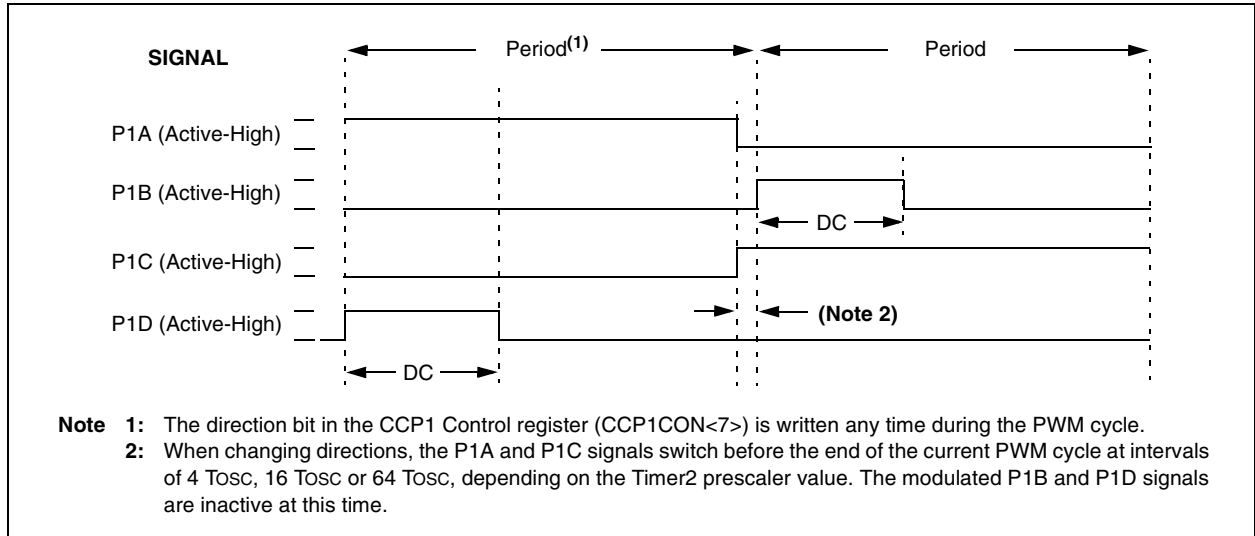 SIGNAL
Period(1)
Period
P1A (Active-High)
P1B (Active-High)
DC
P1C (Active-High)
P1D (Active-High)
(Note 2)
DC
Note 1: The direction bit in the CCP1 Control register (CCP1CON<7>) is written any time during the PWM cycle.
2: When changing directions, the P1A and P1C signals switch before the end of the current PWM cycle at intervals
of 4 TOSC, 16 TOSC or 64 TOSC, depending on the Timer2 prescaler value. The modulated P1B and P1D signals
are inactive at this time.